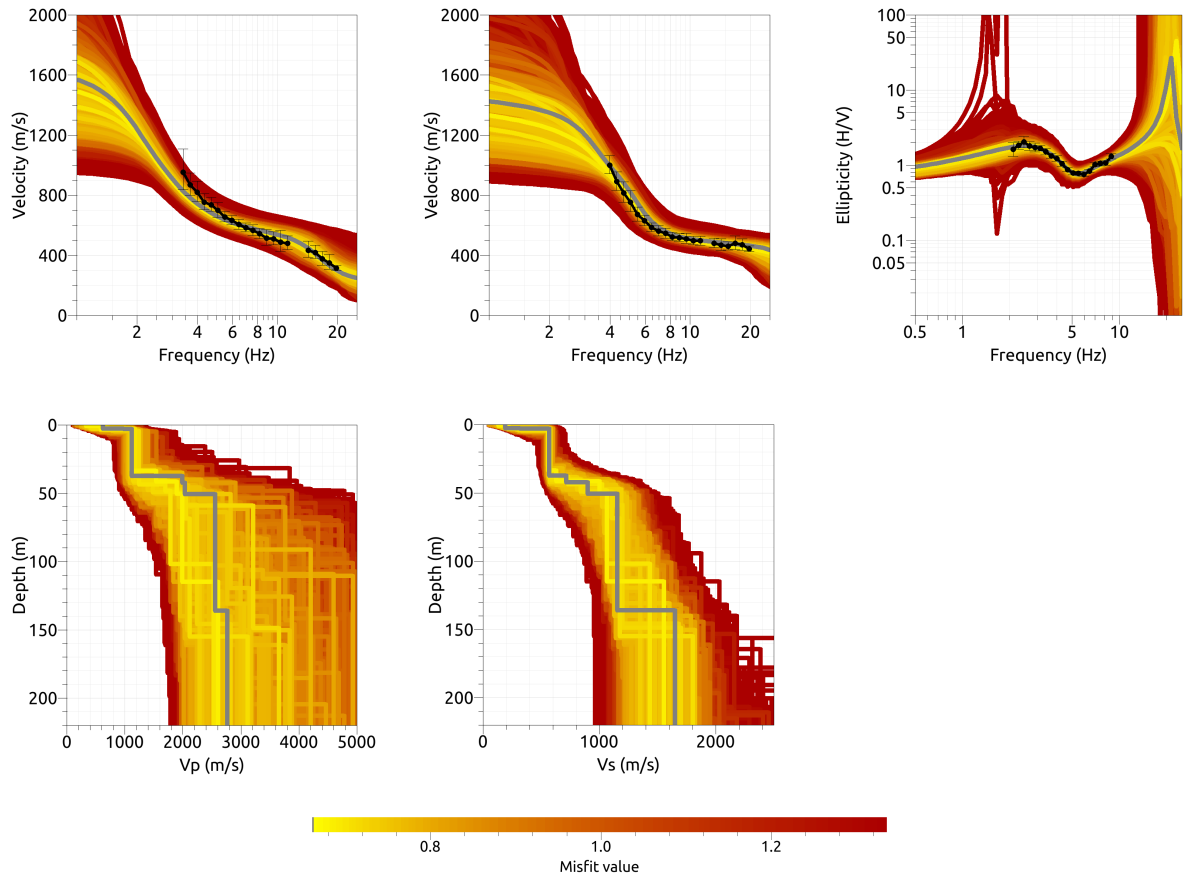 2000
1600
1200
800
400
0
Velocity (m/s)
2 4 6 8 10 20
Frequency (Hz)
2000
1600
1200
800
400
0
Velocity (m/s)
2 4 6 8 10 20
Frequency (Hz)
100
50
10
5
1
0.5
0.1
0.05
Ellipticity (H/V)
0.5 1 5 10
Frequency (Hz)
0
50
100
150
200
Depth (m)
0 1000 2000 3000 4000 5000
Vp (m/s)
0
50
100
150
200
Depth (m)
0 1000 2000
Vs (m/s)
0.8 1.0 1.2
Misfit value